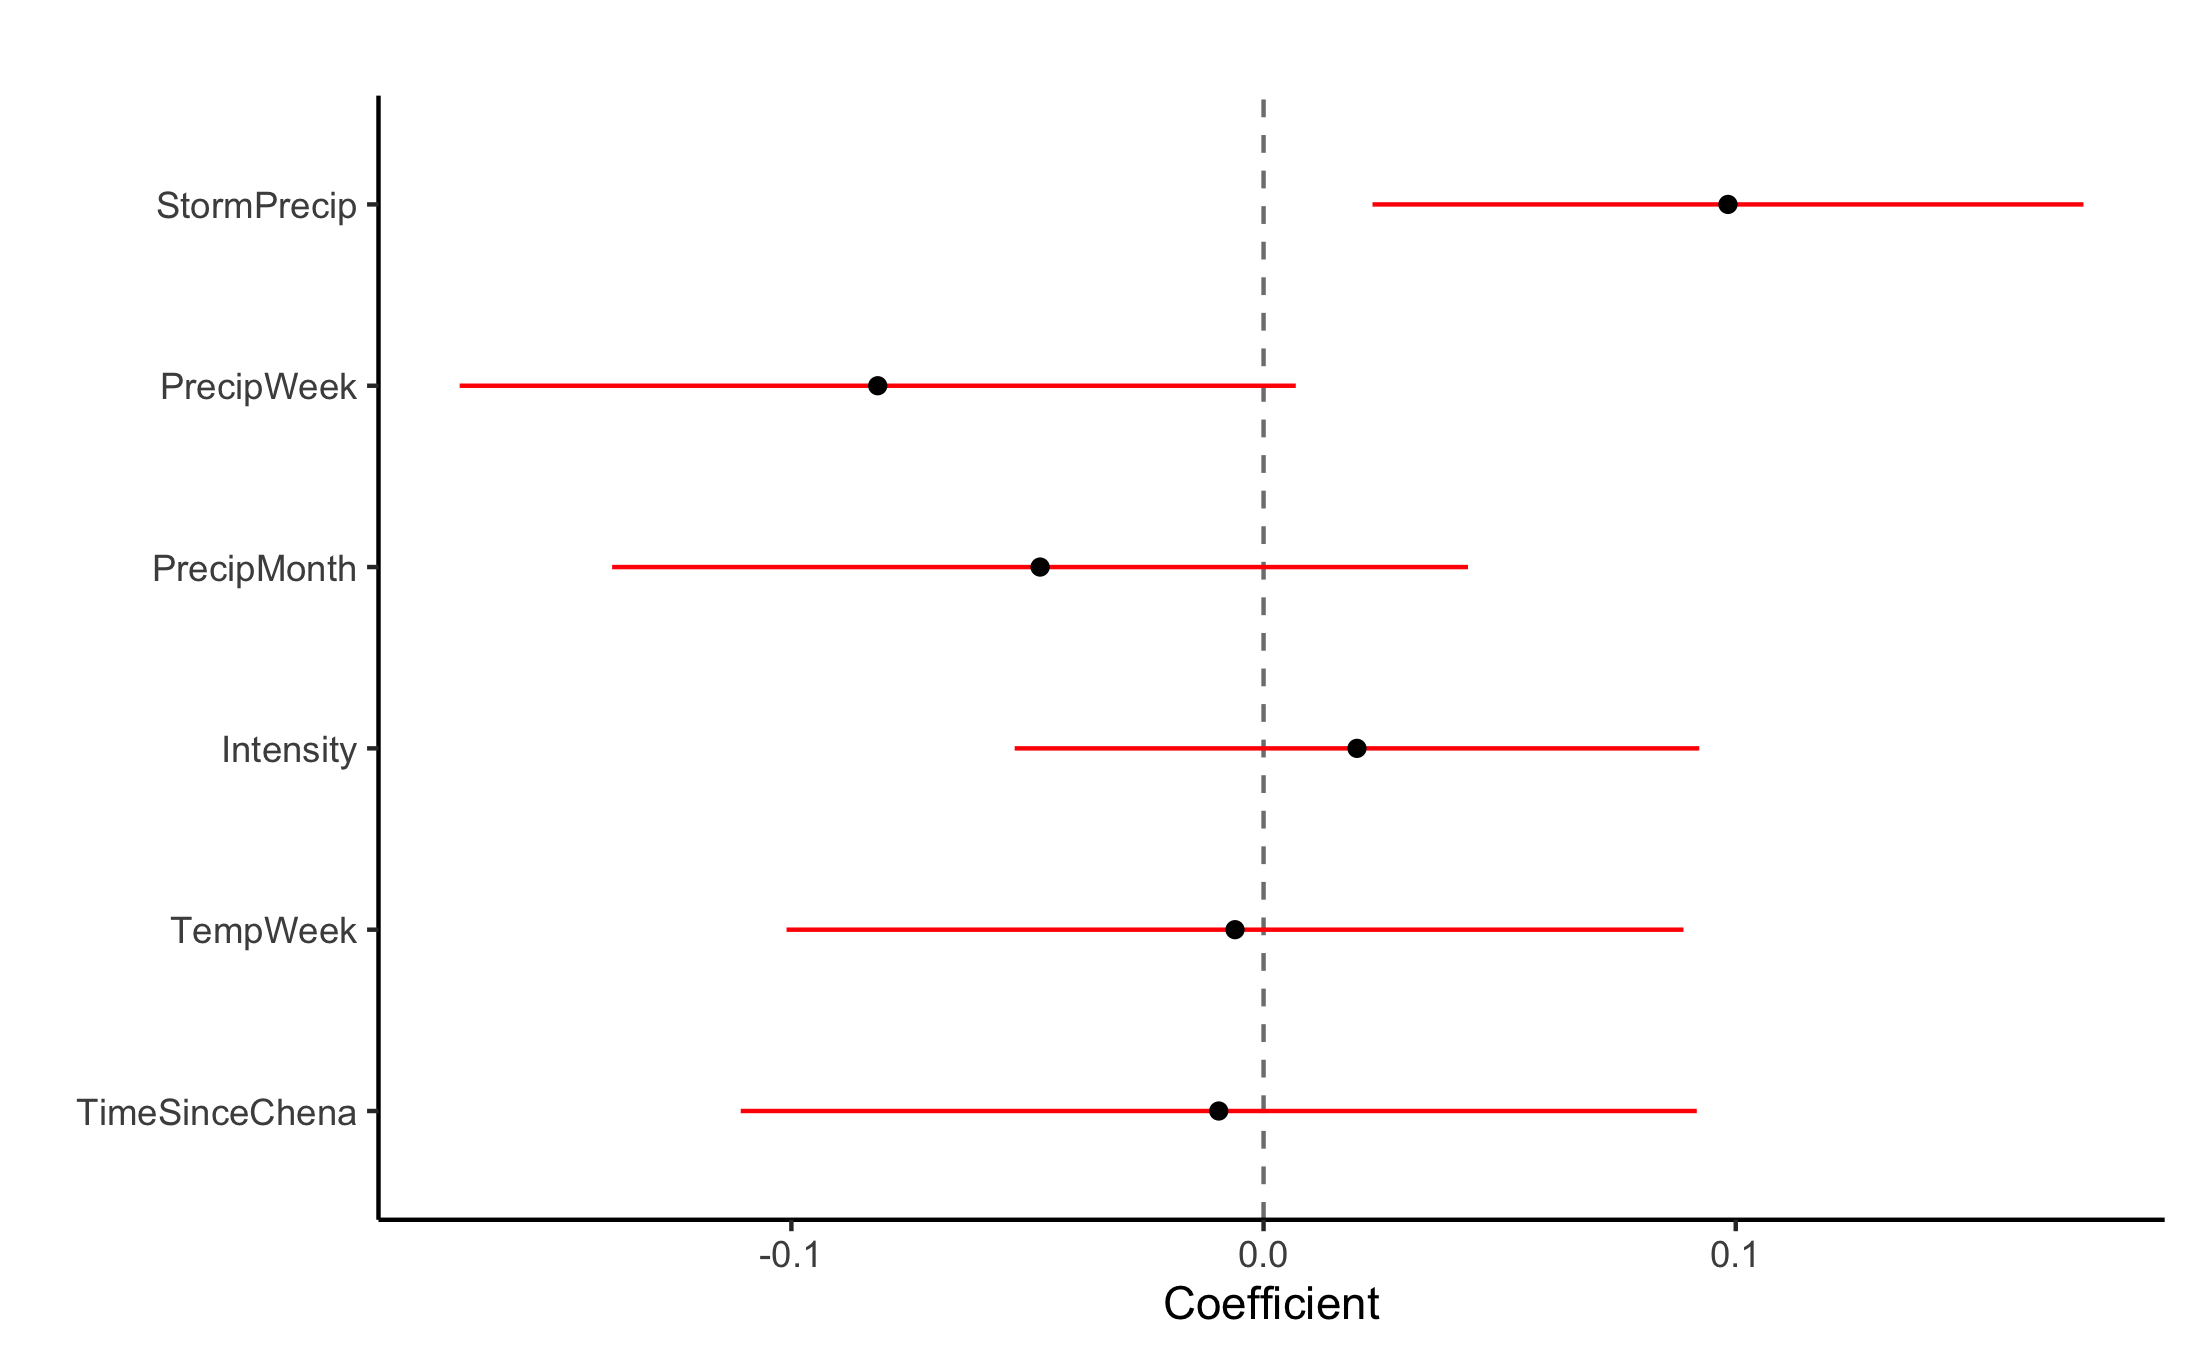 StormPrecip
PrecipWeek
PrecipMonth
Intensity
TempWeek
TimeSinceChena
-0.1 0.0 0.1
Coefficient